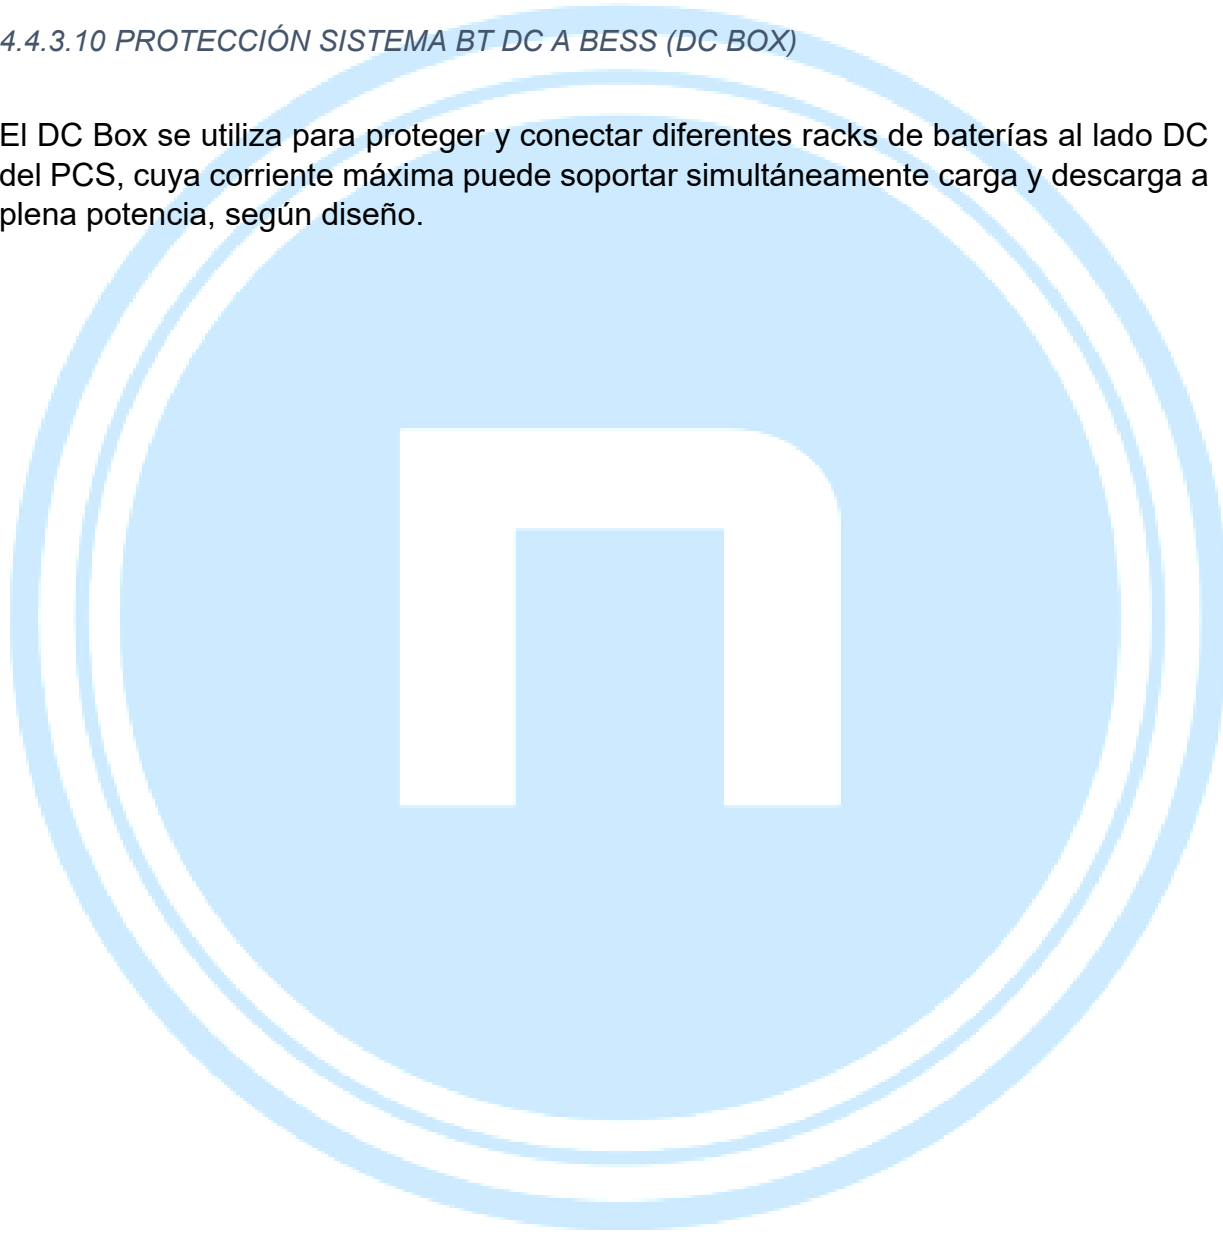 4.4.3.10 PROTECCIÓN SISTEMA BT DC A BESS (DC BOX)
El DC Box se utiliza para proteger y conectar diferentes racks de baterías al lado DC
del PCS, cuya corriente máxima puede soportar simultáneamente carga y descarga a
plena potencia, según diseño.